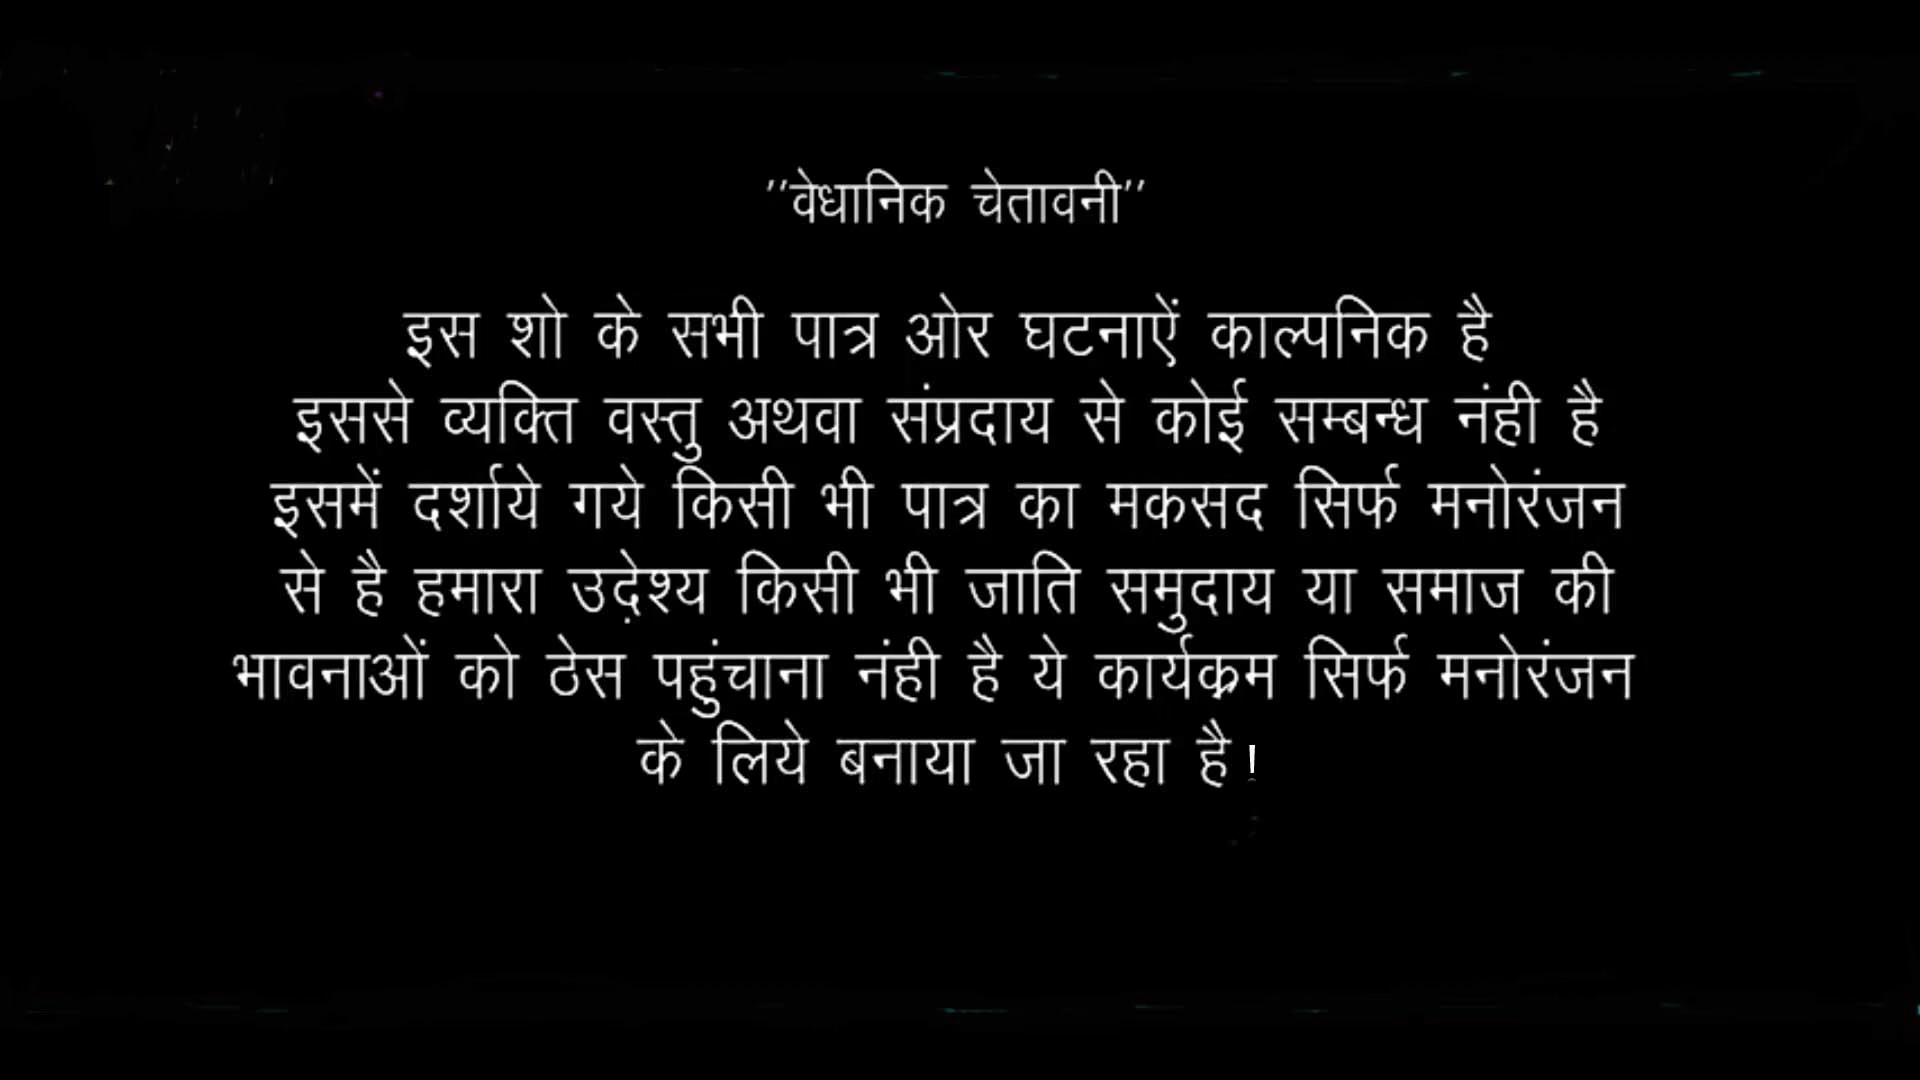 ''वेधानिक चेतावनी''
इस शो के सभी पात्र ओर घटनाऐं काल्पनिक है
इससे व्यक्ति वस्तु अथवा संप्रदाय से कोई सम्बन्ध नंही है
इसमें दर्शाये गये किसी भी पात्र का मकसद सिर्फ मनोरंजन
से है हमारा उद़ेश्य किसी भी जाति समुदाय या समाज की
भावनाओं को ठेस पहुंचाना नंही है ये कार्यक्रम सिर्फ मनोरंजन
के लिये बनाया जा रहा है!